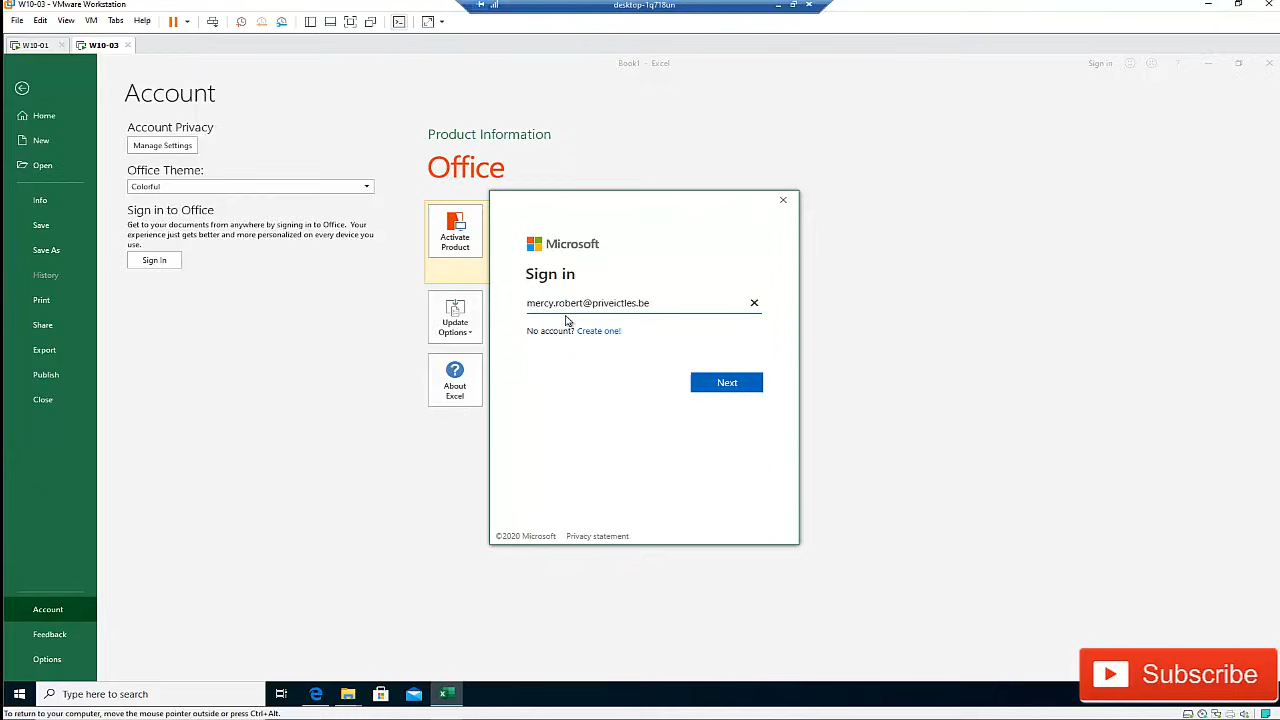 W10-03 - VMware Workstation
desktop-1q718un
File Edit View VM Tabs Help
W10-01
W10-03
Book1 - Excel
Sign in
?
Account
Home
New
Open
Info
Save
Save As
History
Print
Share
Export
Publish
Close
Account
Feedback
Options
Account Privacy
Manage Settings
Office Theme:
Colorful
Sign in to Office
Get to your documents from anywhere by signing in to Office. Your
experience just gets better and more personalized on every device you
use.
Sign In
Product Information
Office
Activate
Product
Update
Options
?
About
Excel
Microsoft
Sign in
mercy.robert@priveictles.be
No account? Create one!
Next
©2020 Microsoft Privacy statement
Subscribe
Type here to search
To return to your computer, move the mouse pointer outside or press Ctrl+Alt.